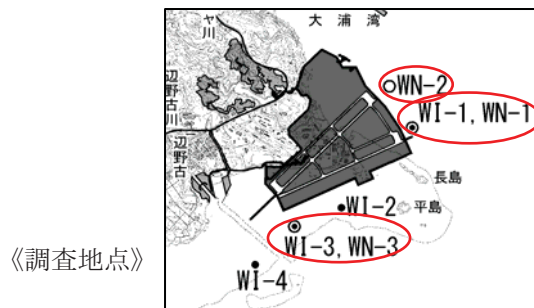 大浦湾
ヤ川
辺野古川
辺野古
WN-2
WI-1, WN-1
長島
平島
WI-2
WI-3, WN-3
WI-4
《調査地点》